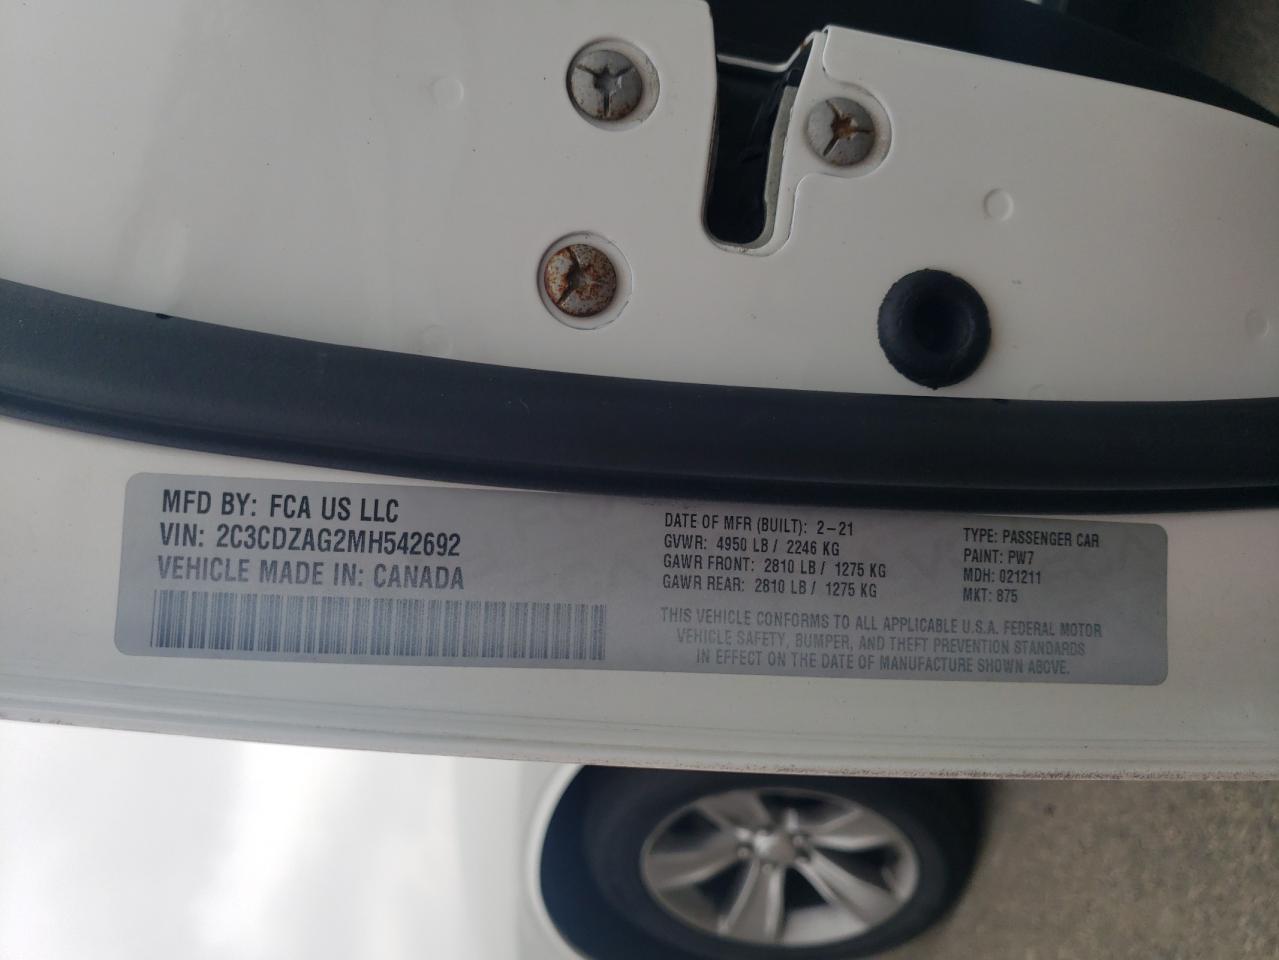 MFD BY: FCA US LLC
VIN: 2C3CDZAG2MH542692
VEHICLE MADE IN: CANADA
DATE OF MFR (BUILT): 2-21
GVWR: 4950 LB / 2246 KG
GAWR FRONT: 2810 LB / 1275 KG
GAWR REAR: 2810 LB / 1275 KG
TYPE: PASSENGER CAR
PAINT: PW7
MDH: 021211
MKT: 875
THIS VEHICLE CONFORMS TO ALL APPLICABLE U.S.A. FEDERAL MOTOR
VEHICLE SAFETY, BUMPER, AND THEFT PREVENTION STANDARDS
IN EFFECT ON THE DATE OF MANUFACTURE SHOWN ABOVE.